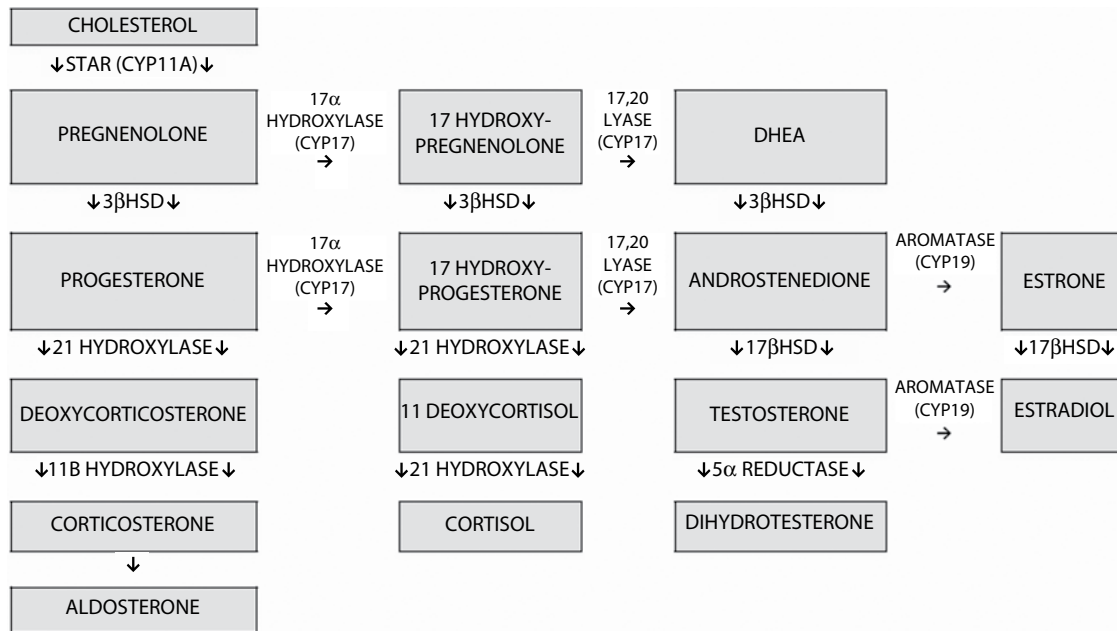 CHOLESTEROL
↓STAR (CYP11A)↓
PREGNENOLONE
17α
HYDROXYLASE
(CYP17)
→
17 HYDROXY-
PREGNENOLONE
17,20
LYASE
(CYP17)
→
DHEA
↓3βHSD↓
↓3βHSD↓
↓3βHSD↓
PROGESTERONE
17α
HYDROXYLASE
(CYP17)
→
17 HYDROXY-
PROGESTERONE
17,20
LYASE
(CYP17)
→
ANDROSTENEDIONE
AROMATASE
(CYP19)
→
ESTRONE
↓21 HYDROXYLASE↓
↓21 HYDROXYLASE↓
↓17βHSD↓
↓17βHSD↓
DEOXYCORTICOSTERONE
11 DEOXYCORTISOL
TESTOSTERONE
AROMATASE
(CYP19)
→
ESTRADIOL
↓11B HYDROXYLASE↓
↓21 HYDROXYLASE↓
↓5α REDUCTASE↓
CORTICOSTERONE
CORTISOL
DIHYDROTESTERONE
↓
ALDOSTERONE